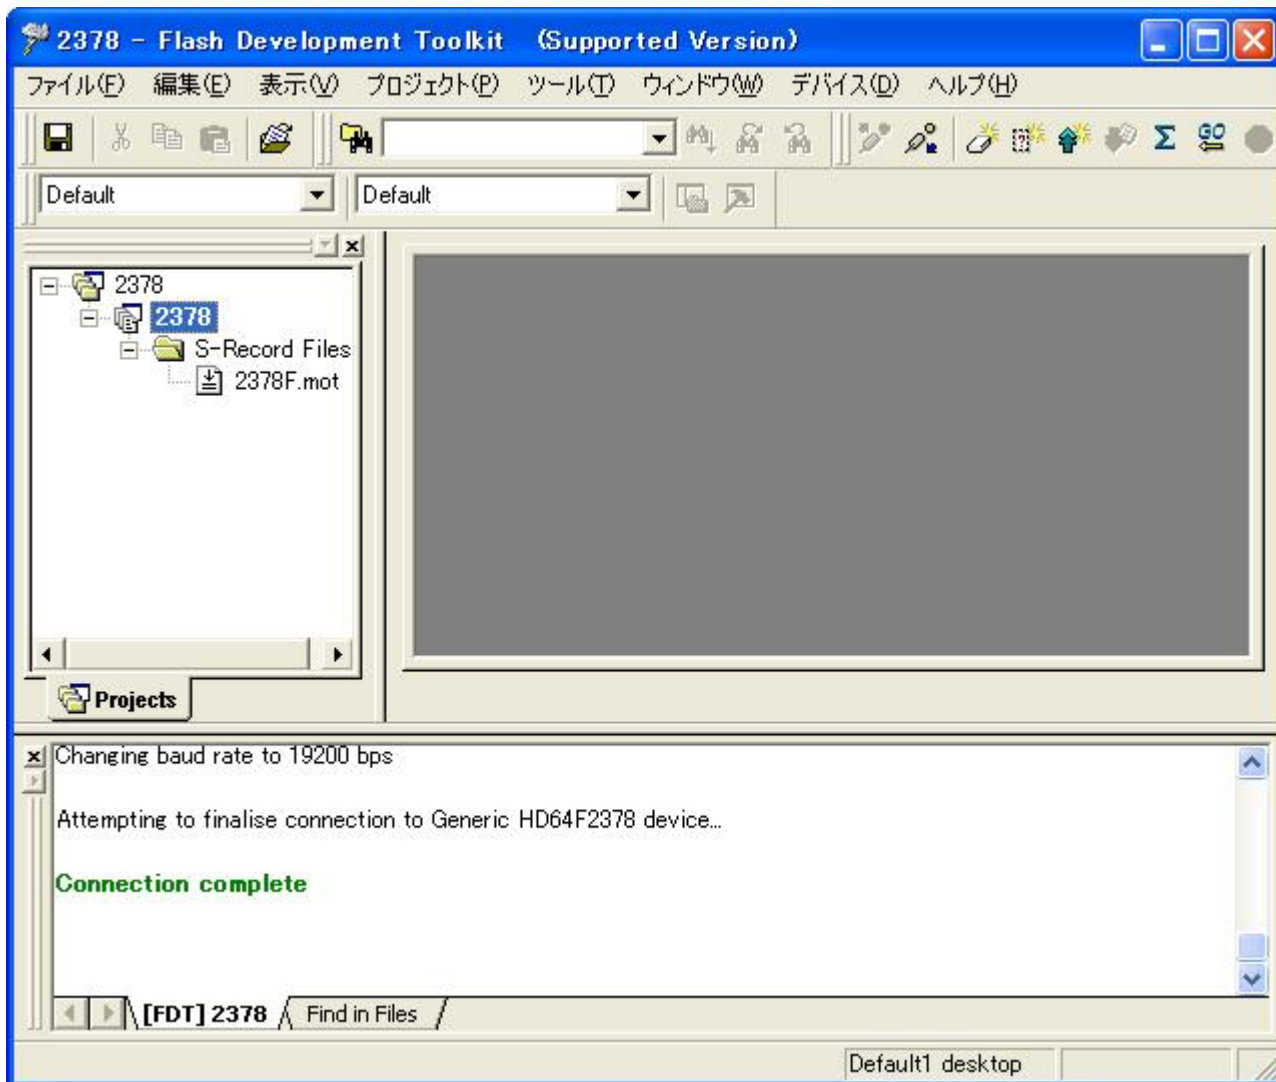 2378 - Flash Development Toolkit (Supported Version)
ファイル(F) 編集(E) 表示(V) プロジェクト(P) ツール(T) ウィンドウ(W) デバイス(D) ヘルプ(H)
GO
Default Default
2378
2378
S-Record Files
2378F.mot
Projects
Changing baud rate to 19200 bps
Attempting to finalise connection to Generic HD64F2378 device...
Connection complete
[FDT] 2378 Find in Files
Default1 desktop